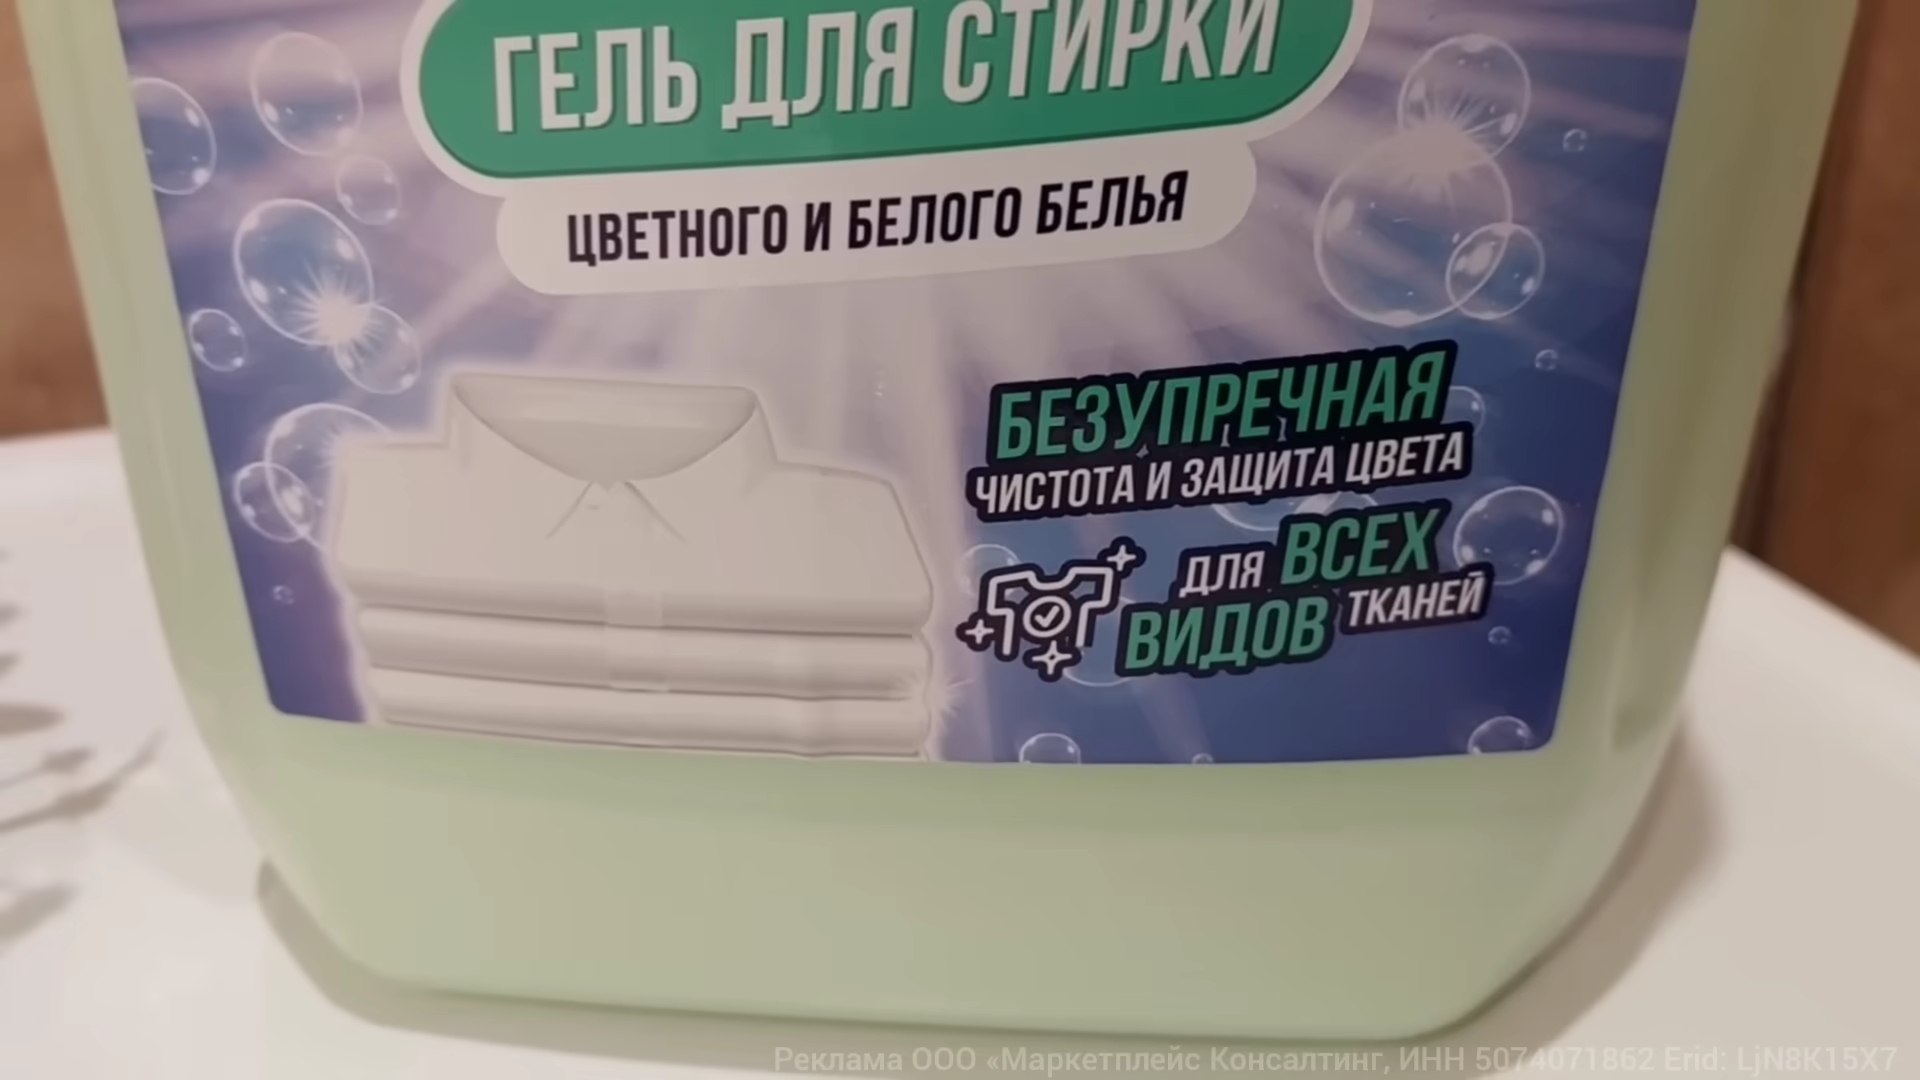 ГЕЛЬ ДЛЯ СТИРКИ
ЦВЕТНОГО И БЕЛОГО БЕЛЬЯ
БЕЗУПРЕЧНАЯ
ЧИСТОТА И ЗАЩИТА ЦВЕТА
ДЛЯ ВСЕХ
ВИДОВ ТКАНЕЙ
Реклама ООО «Маркетплейс Консалтинг, ИНН 5074071862 Erid: LjN8K15X7